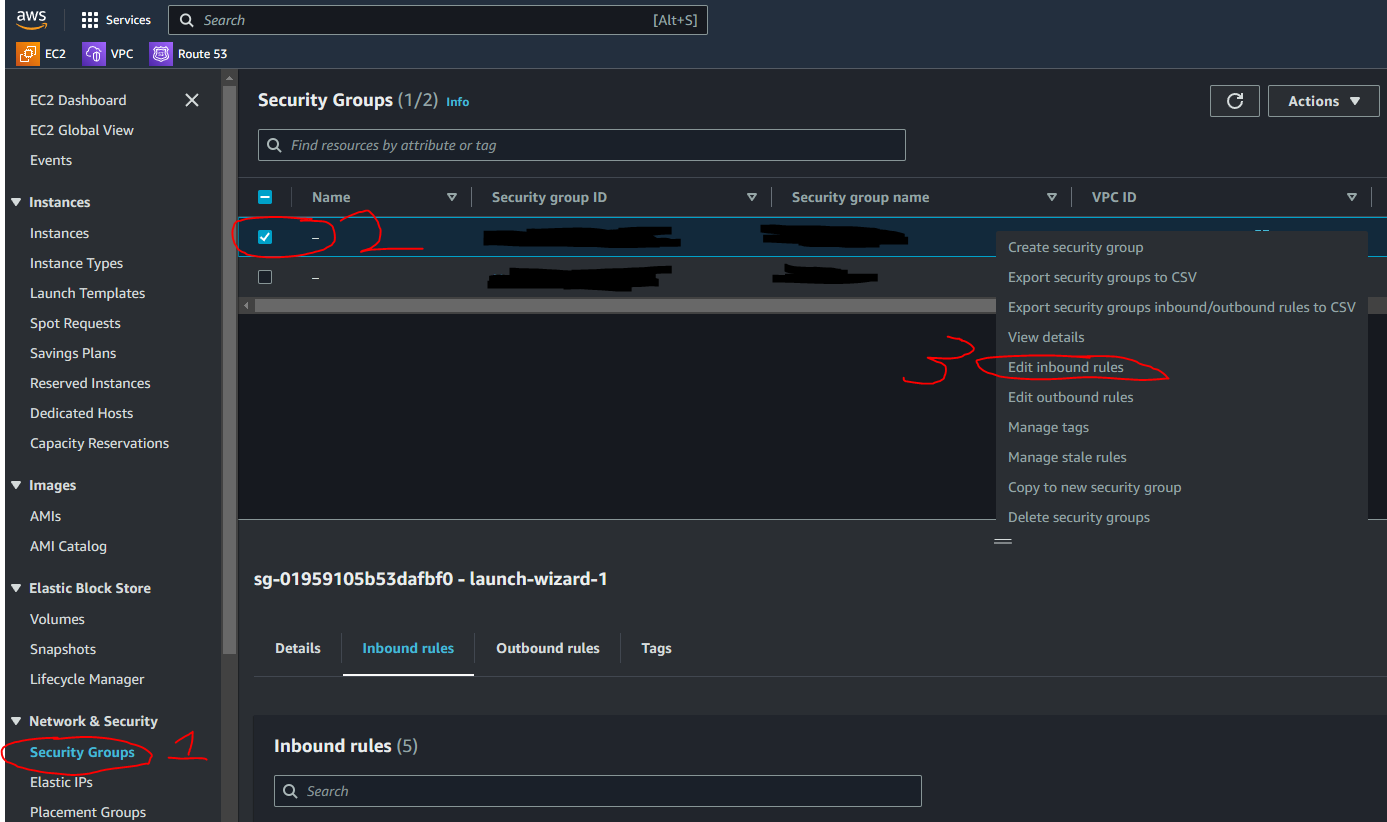 aws Services Search [Alt+S]
EC2 VPC Route 53
EC2 Dashboard
EC2 Global View
Events
Instances
Instances
Instance Types
Launch Templates
Spot Requests
Savings Plans
Reserved Instances
Dedicated Hosts
Capacity Reservations
Images
AMIs
AMI Catalog
Elastic Block Store
Volumes
Snapshots
Lifecycle Manager
Network & Security
Security Groups 1
Elastic IPs
Placement Groups
Security Groups (1/2) Info
Actions
Find resources by attribute or tag
Name Security group ID Security group name VPC ID
– 2
–
Create security group
Export security groups to CSV
Export security groups inbound/outbound rules to CSV
View details
3 Edit inbound rules
Edit outbound rules
Manage tags
Manage stale rules
Copy to new security group
Delete security groups
sg-01959105b53dafbf0 - launch-wizard-1
Details Inbound rules Outbound rules Tags
Inbound rules (5)
Search